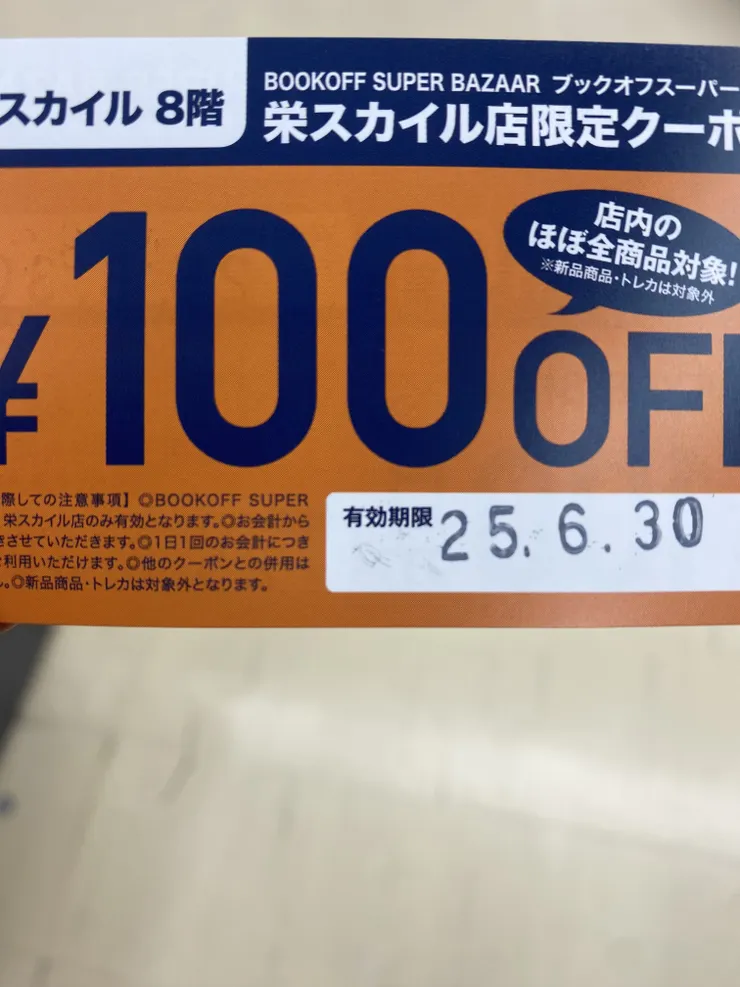 スカイル 8階
BOOKOFF SUPER BAZAAR ブックオフスーパー
栄スカイル店限定クーポ
店内の
ほぼ全商品対象!
※新品商品・トレカは対象外
¥100OFF
際しての注意事項】◎BOOKOFF SUPER
栄スカイル店のみ有効となります。◎お会計から
きさせていただきます。◎1日1回のお会計につき
利用いただけます。◎他のクーポンとの併用は
ん。◎新品商品・トレカは対象外となります。
有効期限 25.6.30